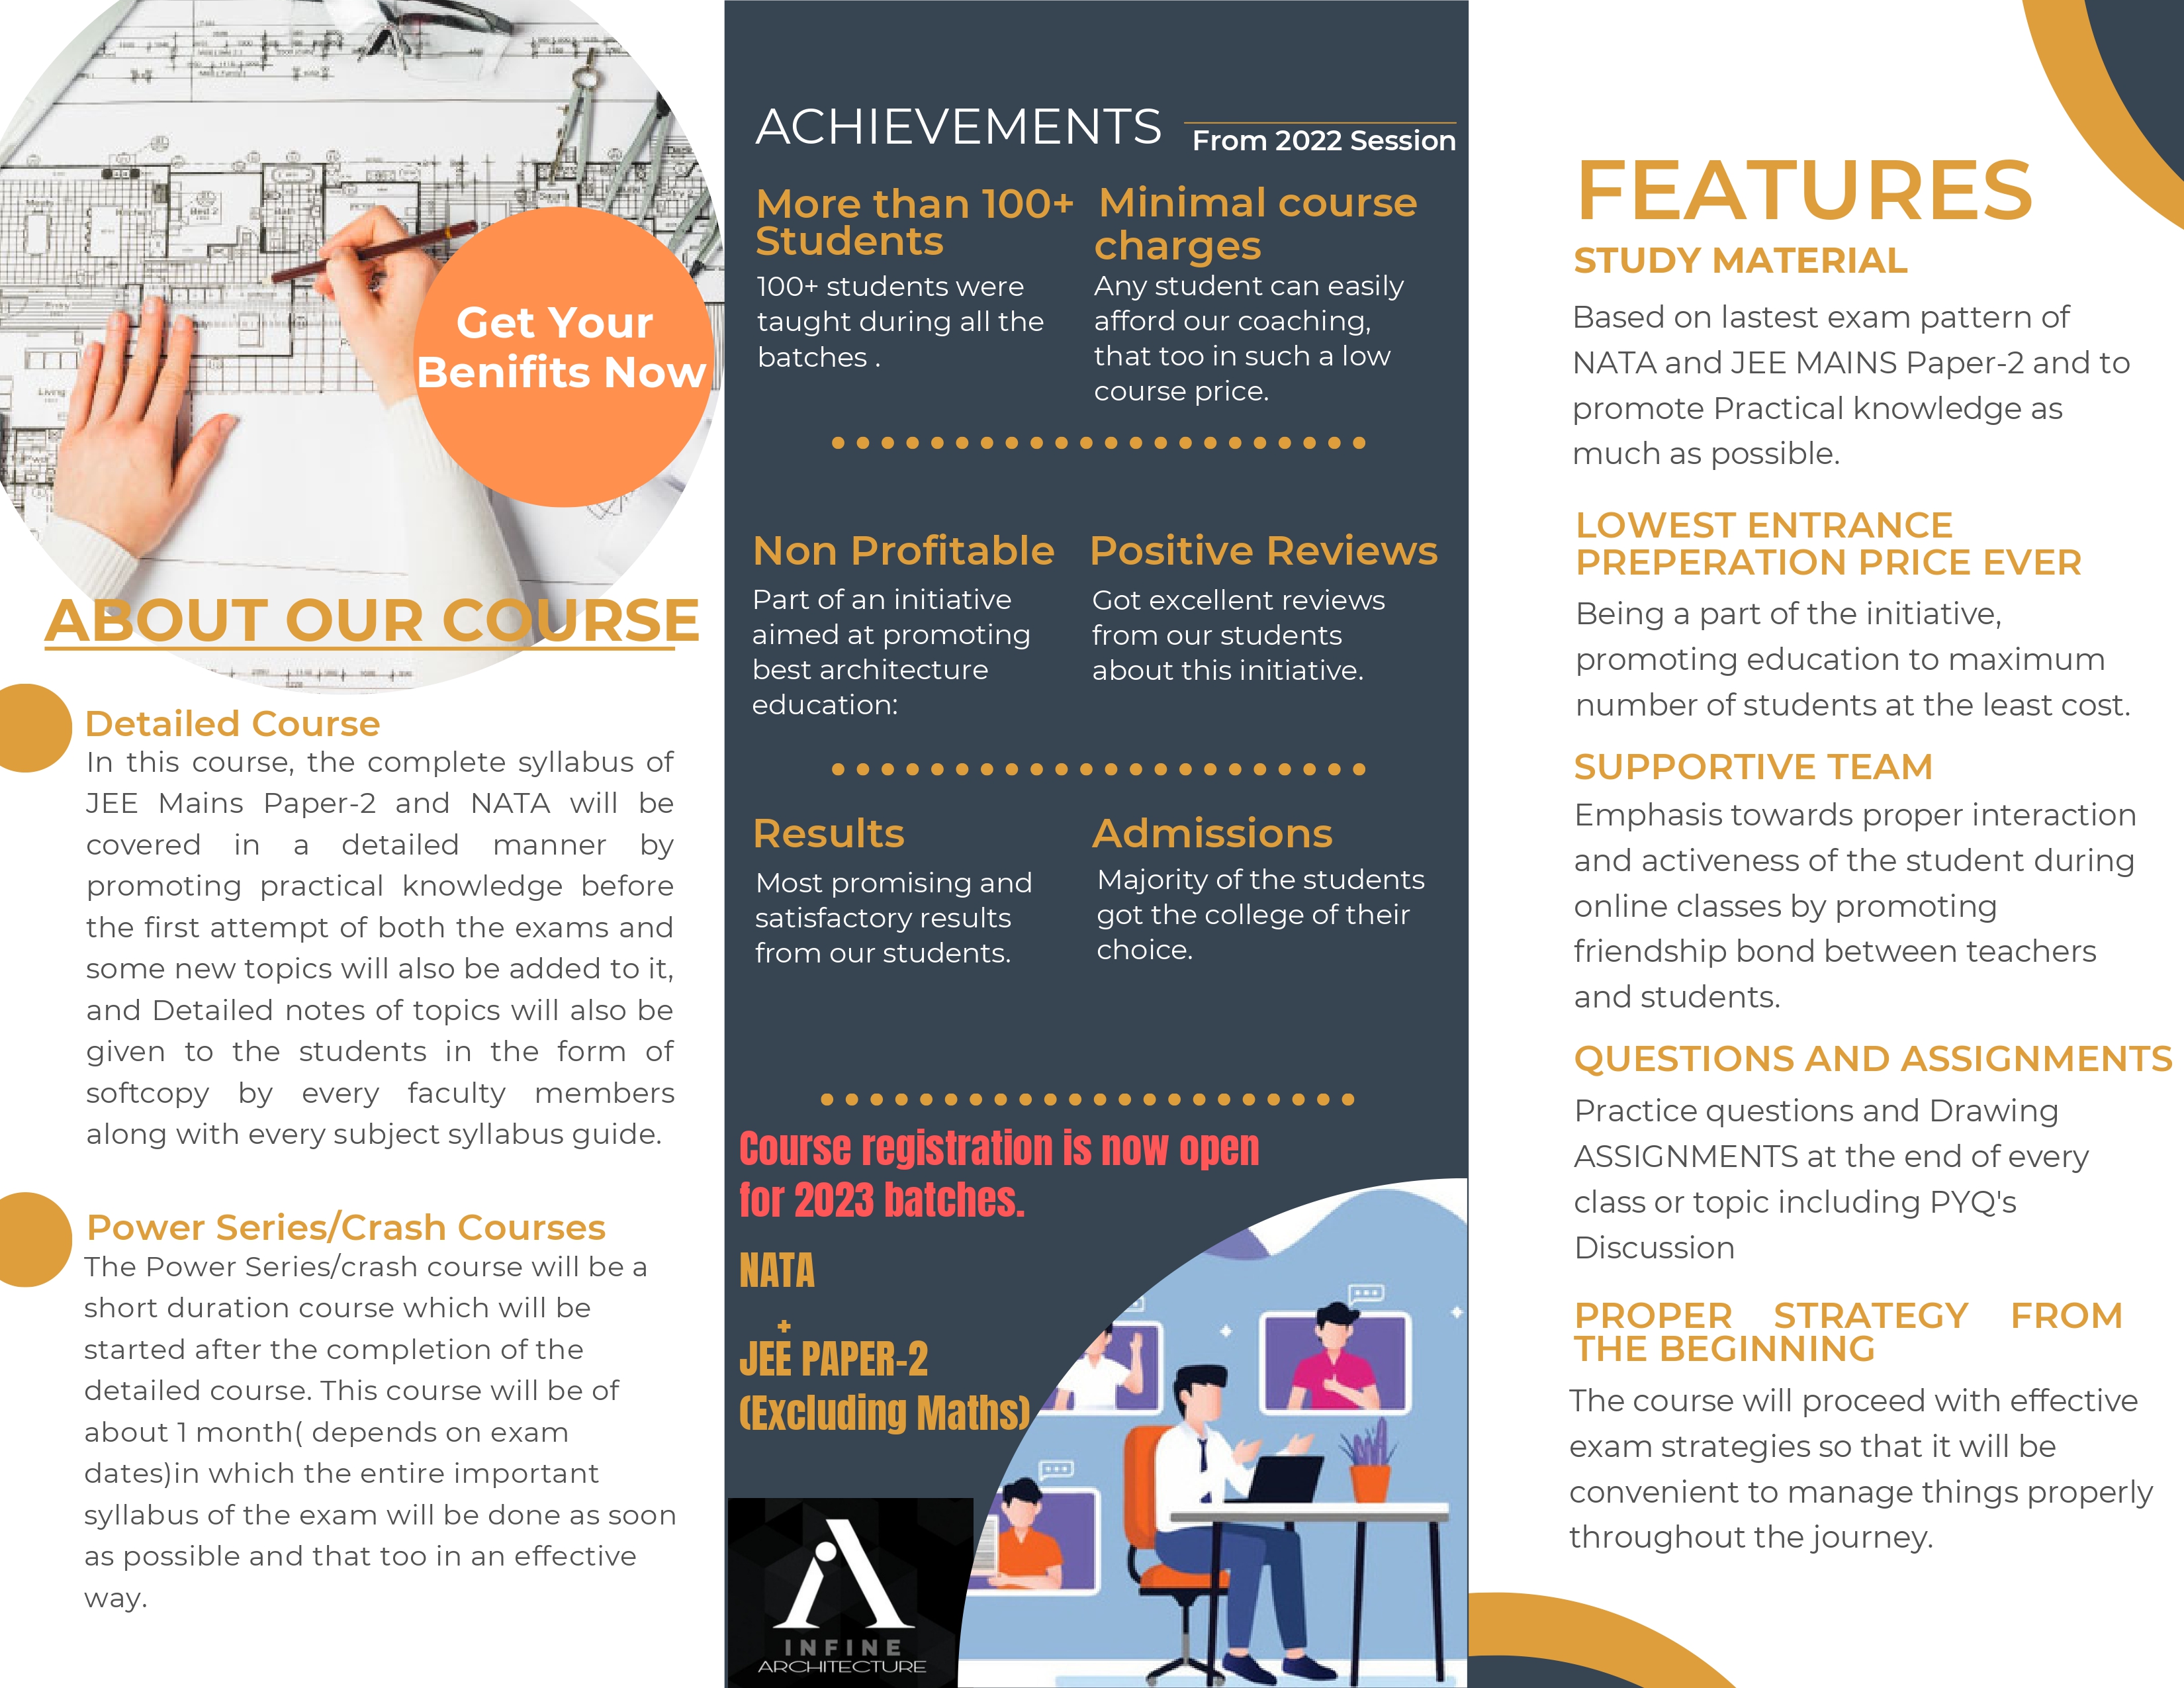 Get Your
Benifits Now
ABOUT OUR COURSE
Detailed Course
In this course, the complete syllabus of
JEE Mains Paper-2 and NATA will be
covered in a detailed manner by
promoting practical knowledge before
the first attempt of both the exams and
some new topics will also be added to it,
and Detailed notes of topics will also be
given to the students in the form of
softcopy by every faculty members
along with every subject syllabus guide.
Power Series/Crash Courses
The Power Series/crash course will be a
short duration course which will be
started after the completion of the
detailed course. This course will be of
about 1 month( depends on exam
dates)in which the entire important
syllabus of the exam will be done as soon
as possible and that too in an effective
way.
ACHIEVEMENTS
From 2022 Session
More than 100+
Students
100+ students were
taught during all the
batches .
Minimal course
charges
Any student can easily
afford our coaching,
that too in such a low
course price.
Non Profitable
Part of an initiative
aimed at promoting
best architecture
education:
Positive Reviews
Got excellent reviews
from our students
about this initiative.
Results
Most promising and
satisfactory results
from our students.
Admissions
Majority of the students
got the college of their
choice.
Course registration is now open
for 2023 batches.
NATA
+
JEE PAPER-2
(Excluding Maths)
INFINE
ARCHITECTURE
FEATURES
STUDY MATERIAL
Based on lastest exam pattern of
NATA and JEE MAINS Paper-2 and to
promote Practical knowledge as
much as possible.
LOWEST ENTRANCE
PREPERATION PRICE EVER
Being a part of the initiative,
promoting education to maximum
number of students at the least cost.
SUPPORTIVE TEAM
Emphasis towards proper interaction
and activeness of the student during
online classes by promoting
friendship bond between teachers
and students.
QUESTIONS AND ASSIGNMENTS
Practice questions and Drawing
ASSIGNMENTS at the end of every
class or topic including PYQ's
Discussion
PROPER STRATEGY FROM
THE BEGINNING
The course will proceed with effective
exam strategies so that it will be
convenient to manage things properly
throughout the journey.